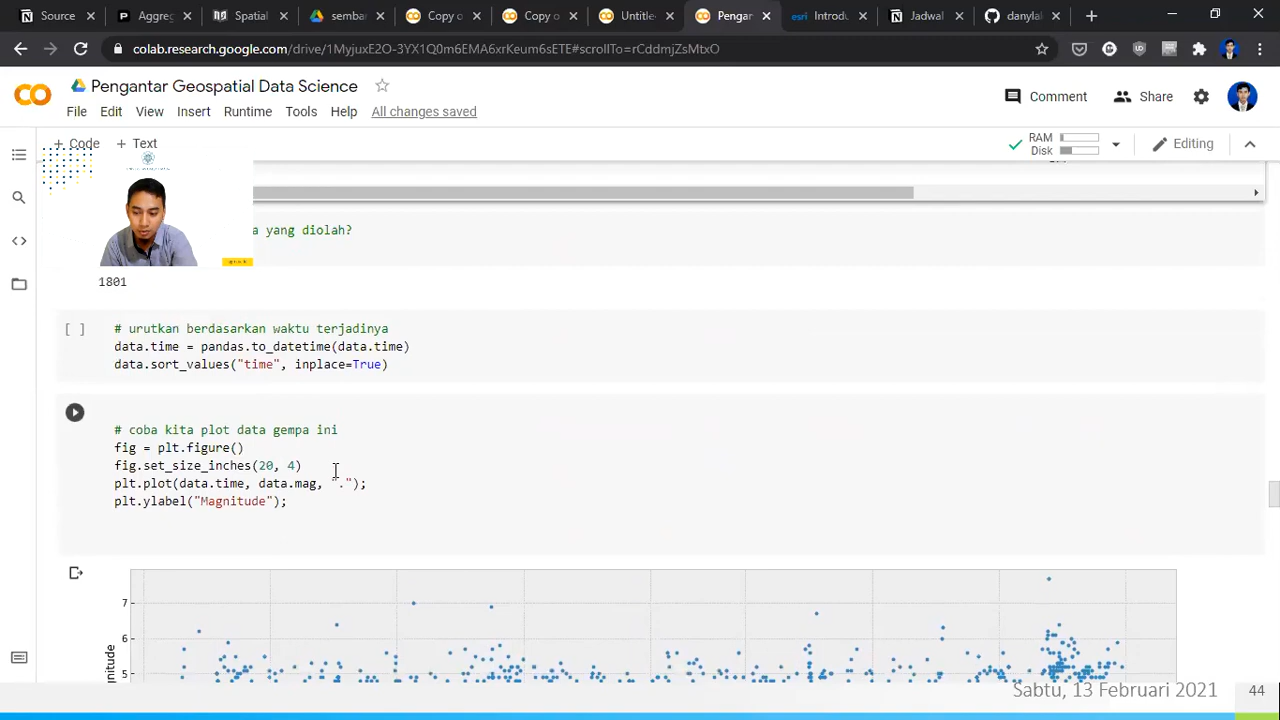 Source
Aggreg
Spatial
semba
Copy o
Copy o
Untitle
Pengan
Introdu
Jadwal
danylak
colab.research.google.com/drive/1MyjuxE2O-3YX1Q0m6EMA6xrKeum6sETE#scrollTo=rCddmjZsMtxO
Pengantar Geospatial Data Science
Comment
Share
File Edit View Insert Runtime Tools Help All changes saved
+ Code + Text
RAM
Disk
Editing
a yang diolah?
1801
[ ]
# urutkan berdasarkan waktu terjadinya
data.time = pandas.to_datetime(data.time)
data.sort_values("time", inplace=True)
# coba kita plot data gempa ini
fig = plt.figure()
fig.set_size_inches(20, 4)
plt.plot(data.time, data.mag, ".");
plt.ylabel("Magnitude");
7
6
5
gnitude
Sabtu, 13 Februari 2021
44